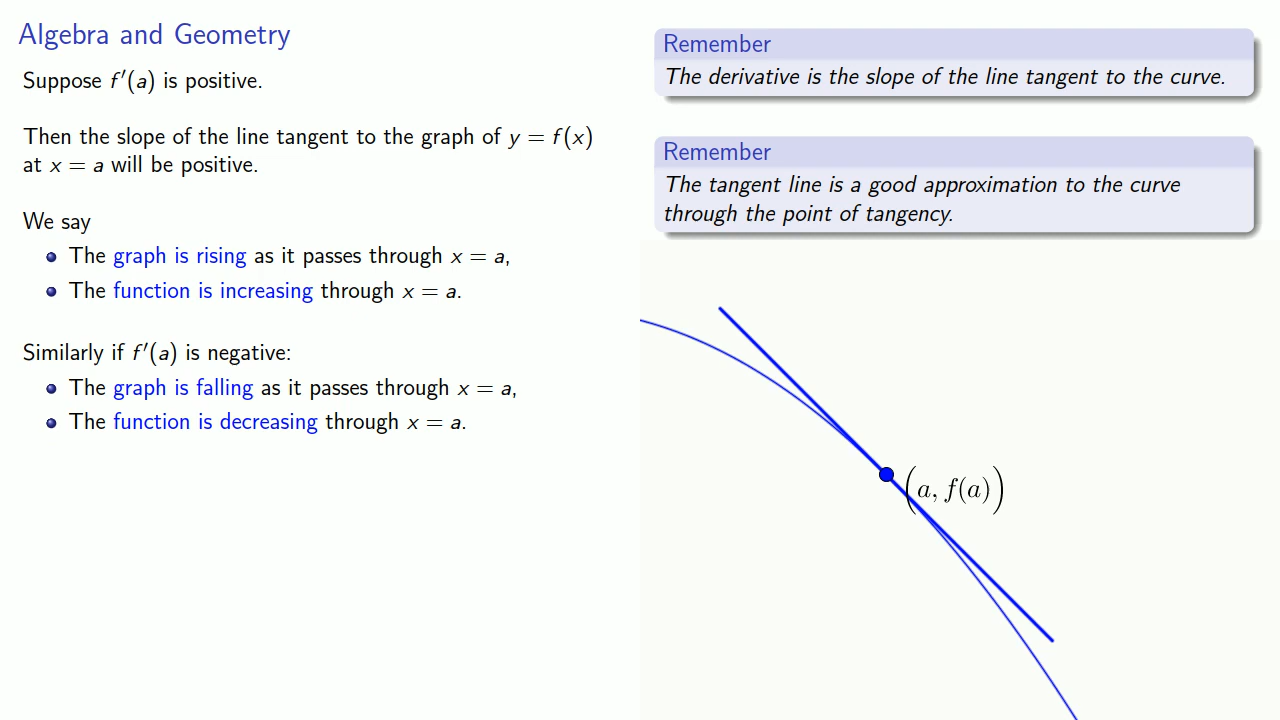 Algebra and Geometry
Suppose f′(a) is positive.
Then the slope of the line tangent to the graph of y = f(x)
at x = a will be positive.
We say
• The graph is rising as it passes through x = a,
• The function is increasing through x = a.
Similarly if f′(a) is negative:
• The graph is falling as it passes through x = a,
• The function is decreasing through x = a.
Remember
The derivative is the slope of the line tangent to the curve.
Remember
The tangent line is a good approximation to the curve
through the point of tangency.
(a, f(a))